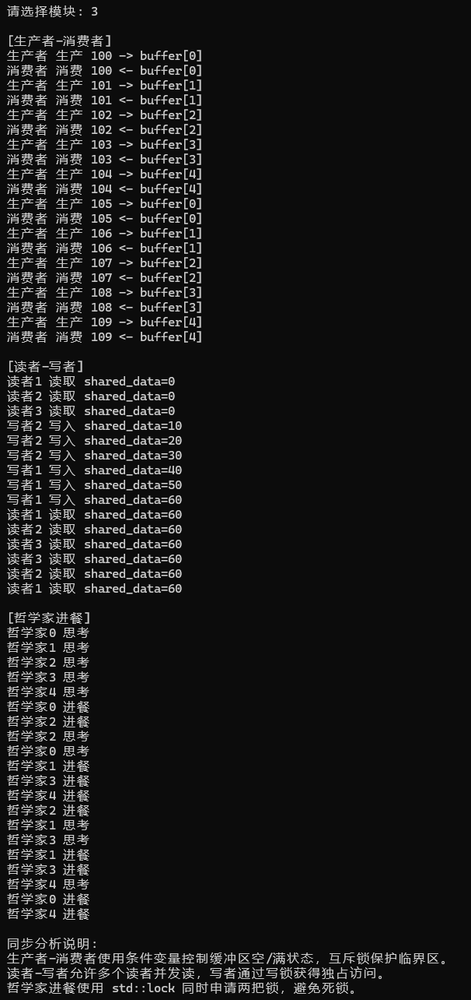 请选择模块: 3
[生产者-消费者]
生产者 生产 100 -> buffer[0]
消费者 消费 100 <- buffer[0]
生产者 生产 101 -> buffer[1]
消费者 消费 101 <- buffer[1]
生产者 生产 102 -> buffer[2]
消费者 消费 102 <- buffer[2]
生产者 生产 103 -> buffer[3]
消费者 消费 103 <- buffer[3]
生产者 生产 104 -> buffer[4]
消费者 消费 104 <- buffer[4]
生产者 生产 105 -> buffer[0]
消费者 消费 105 <- buffer[0]
生产者 生产 106 -> buffer[1]
消费者 消费 106 <- buffer[1]
生产者 生产 107 -> buffer[2]
消费者 消费 107 <- buffer[2]
生产者 生产 108 -> buffer[3]
消费者 消费 108 <- buffer[3]
生产者 生产 109 -> buffer[4]
消费者 消费 109 <- buffer[4]
[读者-写者]
读者1 读取 shared_data=0
读者2 读取 shared_data=0
读者3 读取 shared_data=0
写者2 写入 shared_data=10
写者2 写入 shared_data=20
写者2 写入 shared_data=30
写者1 写入 shared_data=40
写者1 写入 shared_data=50
写者1 写入 shared_data=60
读者1 读取 shared_data=60
读者2 读取 shared_data=60
读者3 读取 shared_data=60
读者3 读取 shared_data=60
读者2 读取 shared_data=60
读者1 读取 shared_data=60
[哲学家进餐]
哲学家0 思考
哲学家1 思考
哲学家2 思考
哲学家3 思考
哲学家4 思考
哲学家0 进餐
哲学家2 进餐
哲学家2 思考
哲学家0 思考
哲学家1 进餐
哲学家3 进餐
哲学家4 进餐
哲学家2 进餐
哲学家1 思考
哲学家3 思考
哲学家1 进餐
哲学家3 进餐
哲学家4 思考
哲学家0 进餐
哲学家4 进餐
同步分析说明:
生产者-消费者使用条件变量控制缓冲区空/满状态，互斥锁保护临界区。
读者-写者允许多个读者并发读，写者通过写锁获得独占访问。
哲学家进餐使用 std::lock 同时申请两把锁，避免死锁。